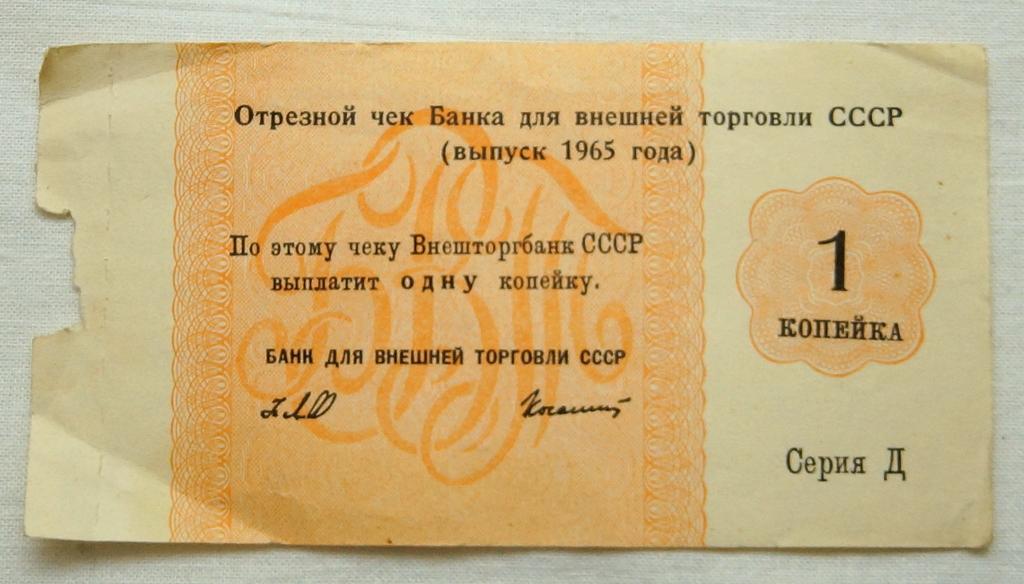 Отрезной чек Банка для внешней торговли СССР
(выпуск 1965 года)
По этому чеку Внешторгбанк СССР
выплатит одну копейку.
1
КОПЕЙКА
БАНК ДЛЯ ВНЕШНЕЙ ТОРГОВЛИ СССР
Серия Д